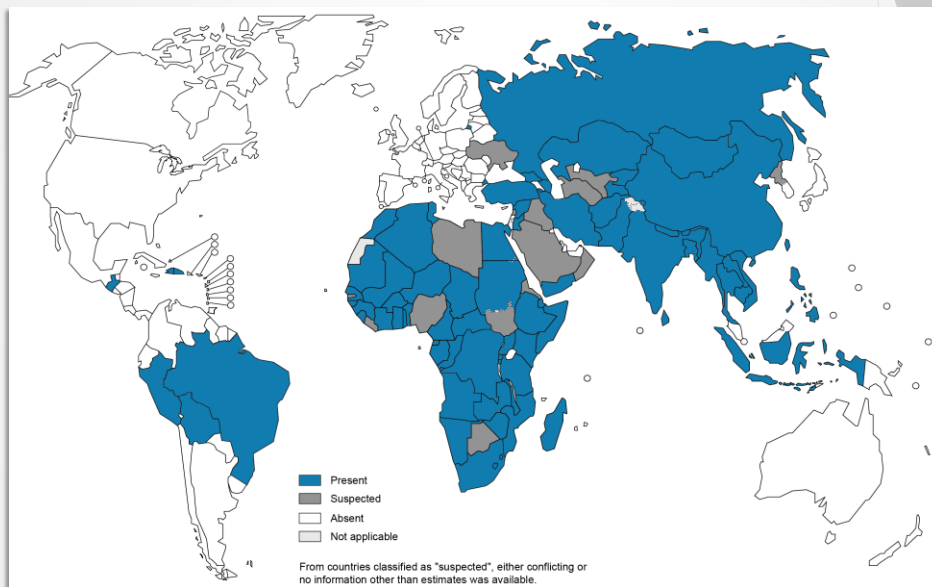 Present
Suspected
Absent
Not applicable
From countries classified as "suspected", either conflicting or
no information other than estimates was available.